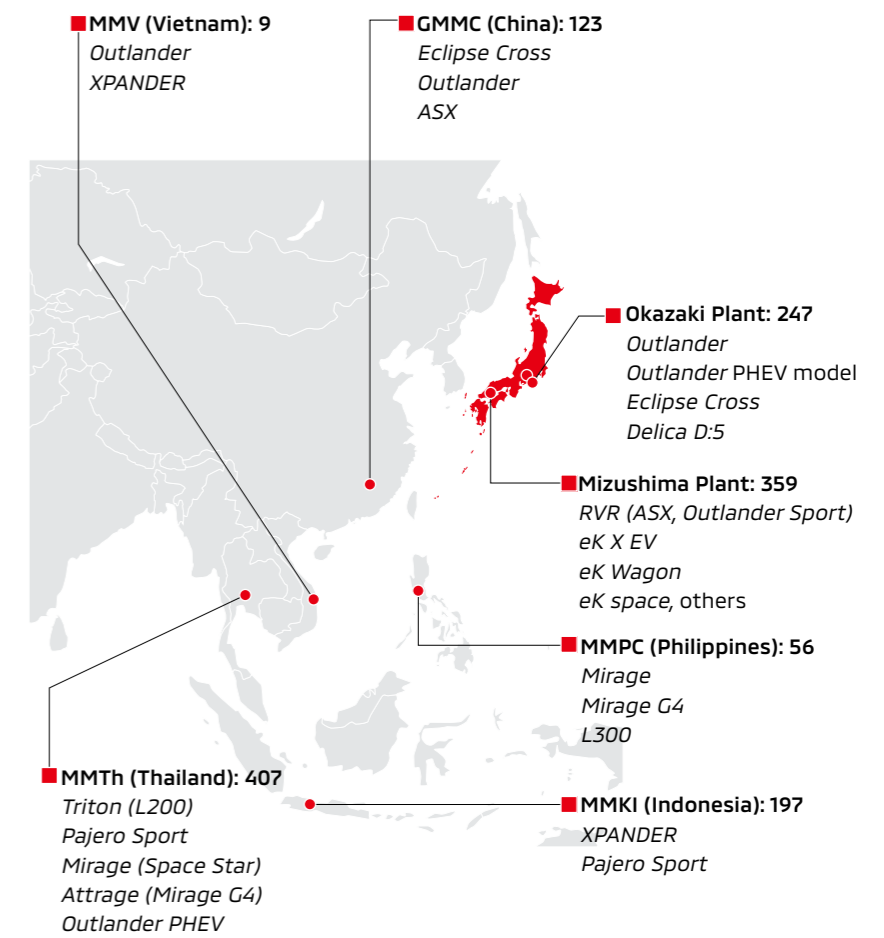 MMV (Vietnam): 9
Outlander
XPANDER
GMMC (China): 123
Eclipse Cross
Outlander
ASX
Okazaki Plant: 247
Outlander
Outlander PHEV model
Eclipse Cross
Delica D:5
Mizushima Plant: 359
RVR (ASX, Outlander Sport)
eK X EV
eK Wagon
eK space, others
MMPC (Philippines): 56
Mirage
Mirage G4
L300
MMTh (Thailand): 407
Triton (L200)
Pajero Sport
Mirage (Space Star)
Attrage (Mirage G4)
Outlander PHEV
MMKI (Indonesia): 197
XPANDER
Pajero Sport